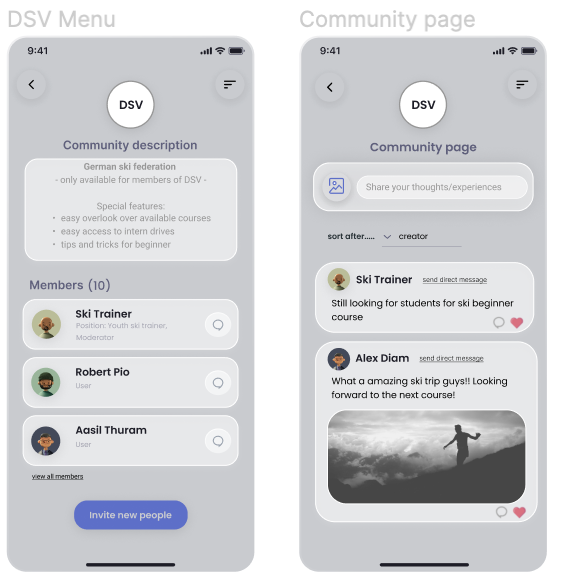 DSV Menu
9:41
DSV
Community description
German ski federation
- only available for members of DSV -
Special features:
• easy overlook over available courses
• easy access to intern drives
• tips and tricks for beginner
Members (10)
Ski Trainer
Position: Youth ski trainer,
Moderator
Robert Pio
User
Aasil Thuram
User
view all members
Invite new people
Community page
9:41
DSV
Community page
Share your thoughts/experiences
sort after..... creator
Ski Trainer send direct message
Still looking for students for ski beginner
course
Alex Diam send direct message
What a amazing ski trip guys!! Looking
forward to the next course!